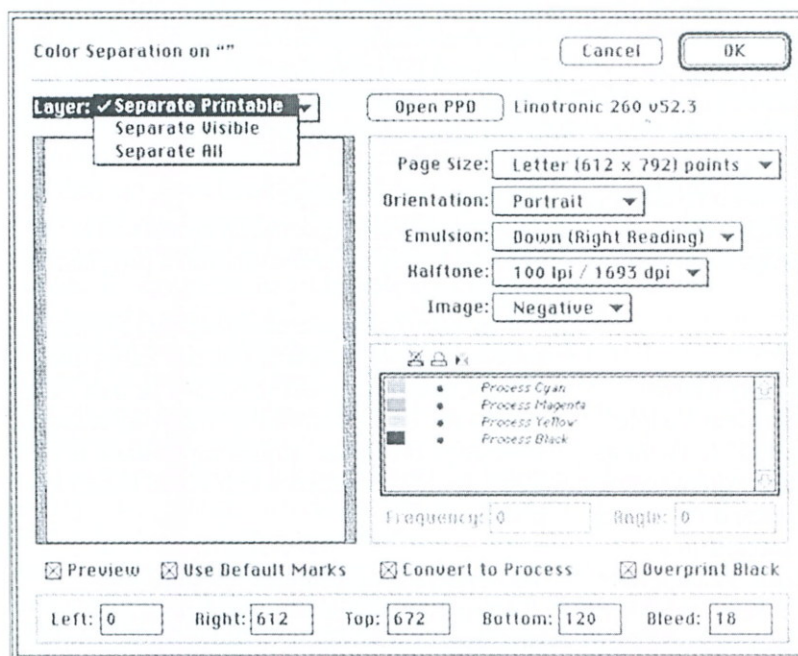 Color Separation on “”
Cancel
OK
Layer: ✓Separate Printable
Separate Visible
Separate All
Open PPD
Linotronic 260 v52.3
Page Size: Letter (612 x 792) points
Orientation: Portrait
Emulsion: Down (Right Reading)
Halftone: 100 lpi / 1693 dpi
Image: Negative
Process Cyan
Process Magenta
Process Yellow
Process Black
Frequency: 0
Angle: 0
Preview
Use Default Marks
Convert to Process
Overprint Black
Left: 0
Right: 612
Top: 672
Bottom: 120
Bleed: 18